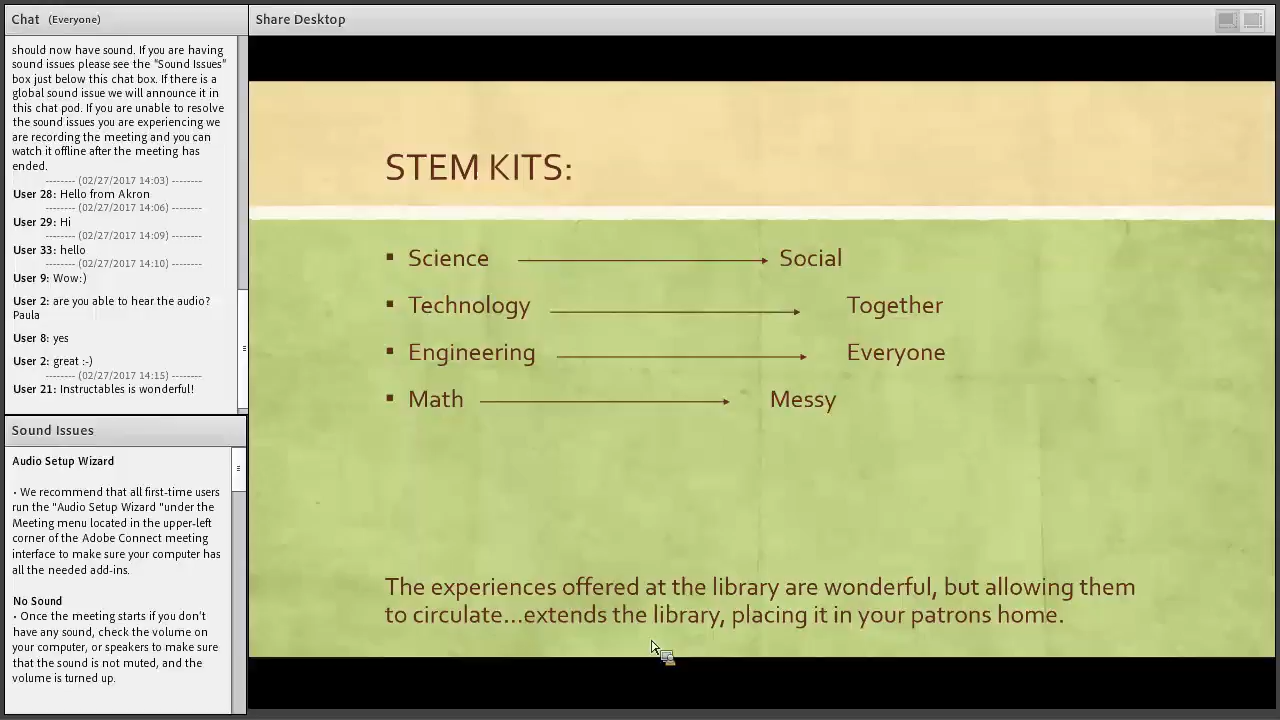 Chat (Everyone)
should now have sound. If you are having
sound issues please see the "Sound Issues"
box just below this chat box. If there is a
global sound issue we will announce it in
this chat pod. If you are unable to resolve
the sound issues you are experiencing we
are recording the meeting and you can
watch it offline after the meeting has
ended.
-------- (02/27/2017 14:03) --------
User 28: Hello from Akron
-------- (02/27/2017 14:06) --------
User 29: Hi
-------- (02/27/2017 14:09) --------
User 33: hello
-------- (02/27/2017 14:10) --------
User 9: Wow:)
User 2: are you able to hear the audio?
Paula
User 8: yes
User 2: great :-)
-------- (02/27/2017 14:15) --------
User 21: Instructables is wonderful!
Sound Issues
Audio Setup Wizard
• We recommend that all first-time users
run the "Audio Setup Wizard "under the
Meeting menu located in the upper-left
corner of the Adobe Connect meeting
interface to make sure your computer has
all the needed add-ins.
No Sound
• Once the meeting starts if you don't
have any sound, check the volume on
your computer, or speakers to make sure
that the sound is not muted, and the
volume is turned up.
Share Desktop
STEM KITS:
▪ Science Social
▪ Technology Together
▪ Engineering Everyone
▪ Math Messy
The experiences offered at the library are wonderful, but allowing them
to circulate...extends the library, placing it in your patrons home.